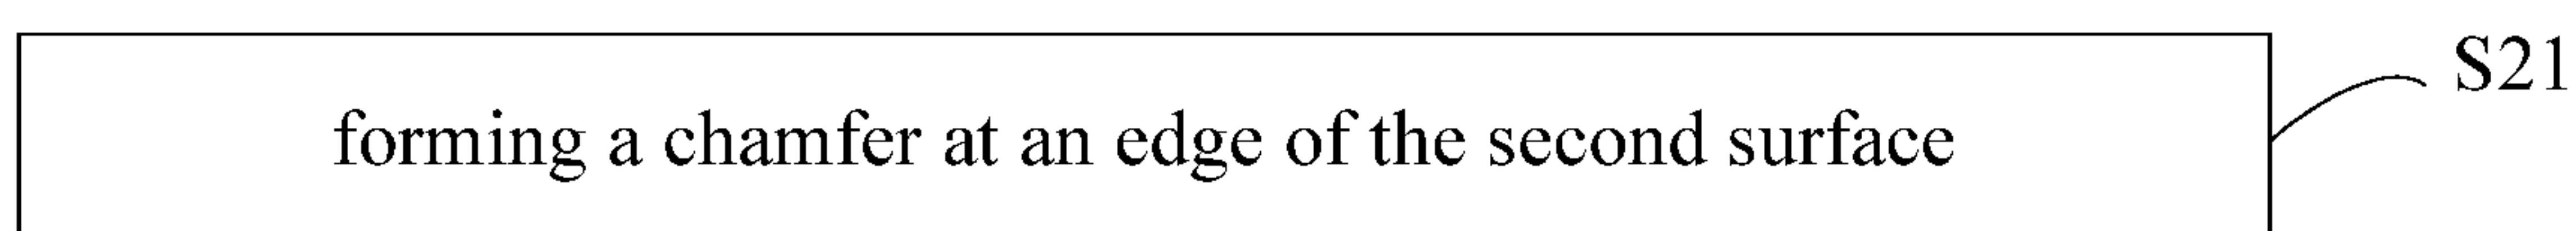 S21
forming a chamfer at an edge of the second surface